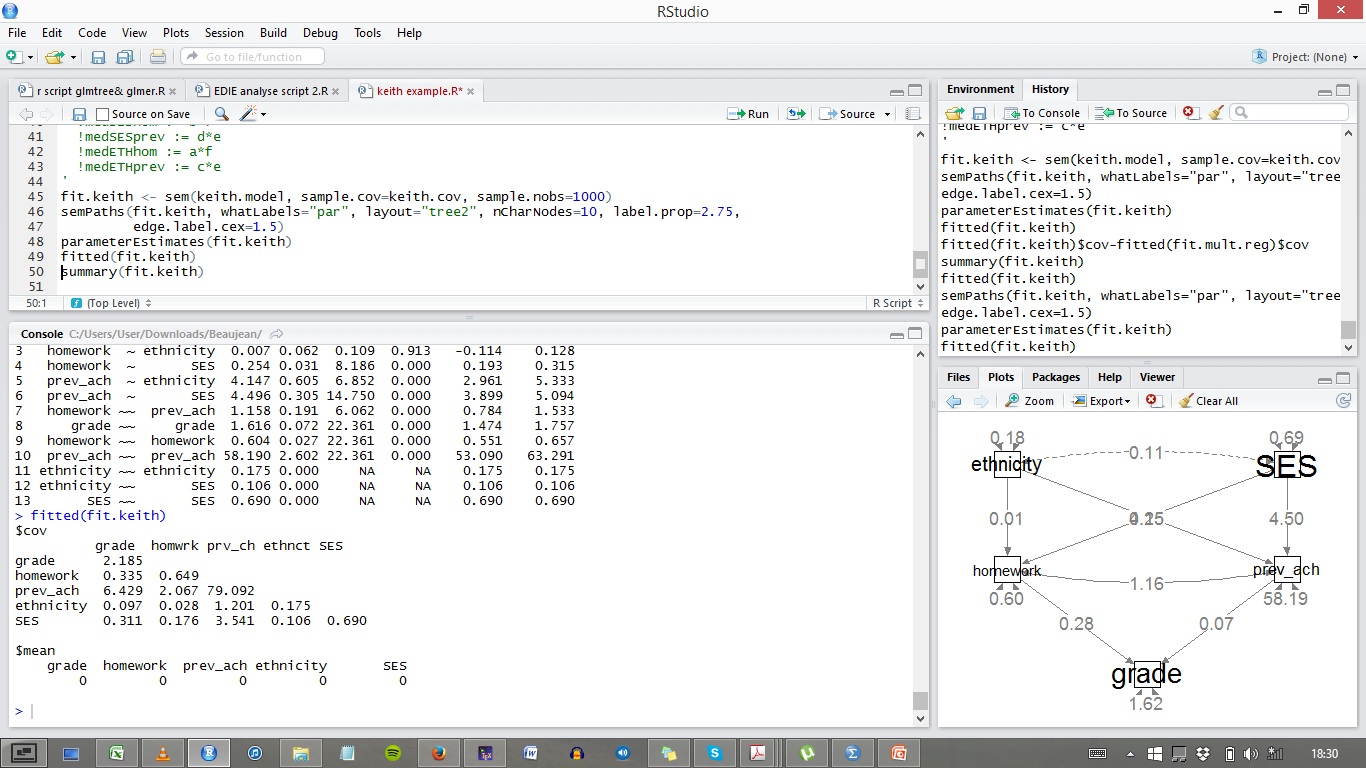 RStudio
File Edit Code View Plots Session Build Debug Tools Help
Go to file/function
Project: (None)
r script glmtree& glmer.R
EDIE analyse script 2.R
keith example.R*
Source on Save
Run
Source
41 !medSESprev := d*e
42 !medETHhom := a*f
43 !medETHprev := c*e
44 '
45 fit.keith <- sem(keith.model, sample.cov=keith.cov, sample.nobs=1000)
46 semPaths(fit.keith, whatLabels="par", layout="tree2", nCharNodes=10, label.prop=2.75,
47 edge.label.cex=1.5)
48 parameterEstimates(fit.keith)
49 fitted(fit.keith)
50 summary(fit.keith)
51
50:1
(Top Level)
R Script
Console C:/Users/User/Downloads/Beaujean/
3 homework ~ ethnicity 0.007 0.062 0.109 0.913 -0.114 0.128
4 homework ~ SES 0.254 0.031 8.186 0.000 0.193 0.315
5 prev_ach ~ ethnicity 4.147 0.605 6.852 0.000 2.961 5.333
6 prev_ach ~ SES 4.496 0.305 14.750 0.000 3.899 5.094
7 homework ~~ prev_ach 1.158 0.191 6.062 0.000 0.784 1.533
8 grade ~~ grade 1.616 0.072 22.361 0.000 1.474 1.757
9 homework ~~ homework 0.604 0.027 22.361 0.000 0.551 0.657
10 prev_ach ~~ prev_ach 58.190 2.602 22.361 0.000 53.090 63.291
11 ethnicity ~~ ethnicity 0.175 0.000 NA NA 0.175 0.175
12 ethnicity ~~ SES 0.106 0.000 NA NA 0.106 0.106
13 SES ~~ SES 0.690 0.000 NA NA 0.690 0.690
> fitted(fit.keith)
$cov
grade homwrk prv_ch ethnct SES
grade 2.185
homework 0.335 0.649
prev_ach 6.429 2.067 79.092
ethnicity 0.097 0.028 1.201 0.175
SES 0.311 0.176 3.541 0.106 0.690
$mean
grade homework prev_ach ethnicity SES
0 0 0 0 0
>
Environment History
To Console
To Source
!medETHprev := c*e
'
fit.keith <- sem(keith.model, sample.cov=keith.cov
semPaths(fit.keith, whatLabels="par", layout="tree
edge.label.cex=1.5)
parameterEstimates(fit.keith)
fitted(fit.keith)
fitted(fit.keith)$cov-fitted(fit.mult.reg)$cov
summary(fit.keith)
fitted(fit.keith)
semPaths(fit.keith, whatLabels="par", layout="tree
edge.label.cex=1.5)
parameterEstimates(fit.keith)
fitted(fit.keith)
Files Plots Packages Help Viewer
Zoom
Export
Clear All
0.18 0.69
0.11
ethnicity SES
0.01 4.50
homework prev_ach
1.16
0.60 58.19
0.28 0.07
grade
1.62
18:30